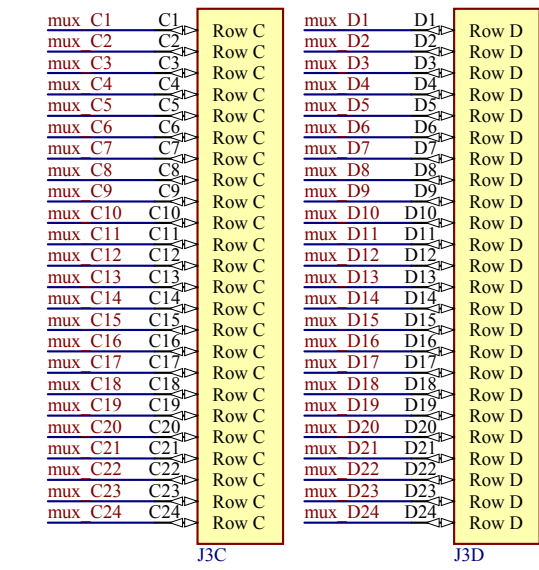 mux_C1 C1 Row C mux_D1 D1 Row D
mux_C2 C2 Row C mux_D2 D2 Row D
mux_C3 C3 Row C mux_D3 D3 Row D
mux_C4 C4 Row C mux_D4 D4 Row D
mux_C5 C5 Row C mux_D5 D5 Row D
mux_C6 C6 Row C mux_D6 D6 Row D
mux_C7 C7 Row C mux_D7 D7 Row D
mux_C8 C8 Row C mux_D8 D8 Row D
mux_C9 C9 Row C mux_D9 D9 Row D
mux_C10 C10 Row C mux_D10 D10 Row D
mux_C11 C11 Row C mux_D11 D11 Row D
mux_C12 C12 Row C mux_D12 D12 Row D
mux_C13 C13 Row C mux_D13 D13 Row D
mux_C14 C14 Row C mux_D14 D14 Row D
mux_C15 C15 Row C mux_D15 D15 Row D
mux_C16 C16 Row C mux_D16 D16 Row D
mux_C17 C17 Row C mux_D17 D17 Row D
mux_C18 C18 Row C mux_D18 D18 Row D
mux_C19 C19 Row C mux_D19 D19 Row D
mux_C20 C20 Row C mux_D20 D20 Row D
mux_C21 C21 Row C mux_D21 D21 Row D
mux_C22 C22 Row C mux_D22 D22 Row D
mux_C23 C23 Row C mux_D23 D23 Row D
mux_C24 C24 Row C mux_D24 D24 Row D
J3C J3D